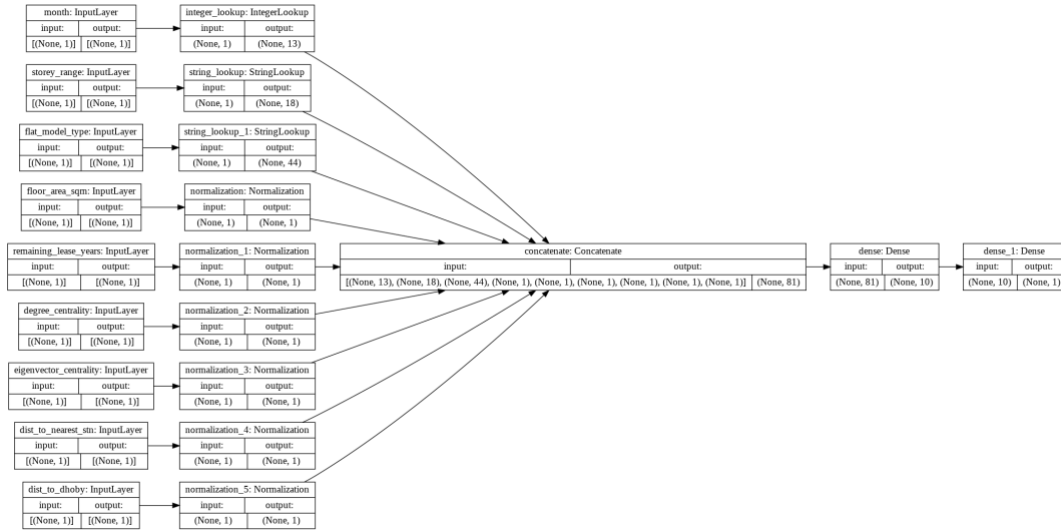 month: InputLayer
input: output:
[(None, 1)] [(None, 1)]
integer_lookup: IntegerLookup
input: output:
(None, 1) (None, 13)
storey_range: InputLayer
input: output:
[(None, 1)] [(None, 1)]
string_lookup: StringLookup
input: output:
(None, 1) (None, 18)
flat_model_type: InputLayer
input: output:
[(None, 1)] [(None, 1)]
string_lookup_1: StringLookup
input: output:
(None, 1) (None, 44)
floor_area_sqm: InputLayer
input: output:
[(None, 1)] [(None, 1)]
normalization: Normalization
input: output:
(None, 1) (None, 1)
remaining_lease_years: InputLayer
input: output:
[(None, 1)] [(None, 1)]
normalization_1: Normalization
input: output:
(None, 1) (None, 1)
concatenate: Concatenate
input: output:
[(None, 13), (None, 18), (None, 44), (None, 1), (None, 1), (None, 1), (None, 1), (None, 1), (None, 1)] (None, 81)
dense: Dense
input: output:
(None, 81) (None, 10)
dense_1: Dense
input: output:
(None, 10) (None, 1)
degree_centrality: InputLayer
input: output:
[(None, 1)] [(None, 1)]
normalization_2: Normalization
input: output:
(None, 1) (None, 1)
eigenvector_centrality: InputLayer
input: output:
[(None, 1)] [(None, 1)]
normalization_3: Normalization
input: output:
(None, 1) (None, 1)
dist_to_nearest_stn: InputLayer
input: output:
[(None, 1)] [(None, 1)]
normalization_4: Normalization
input: output:
(None, 1) (None, 1)
dist_to_dhoby: InputLayer
input: output:
[(None, 1)] [(None, 1)]
normalization_5: Normalization
input: output:
(None, 1) (None, 1)